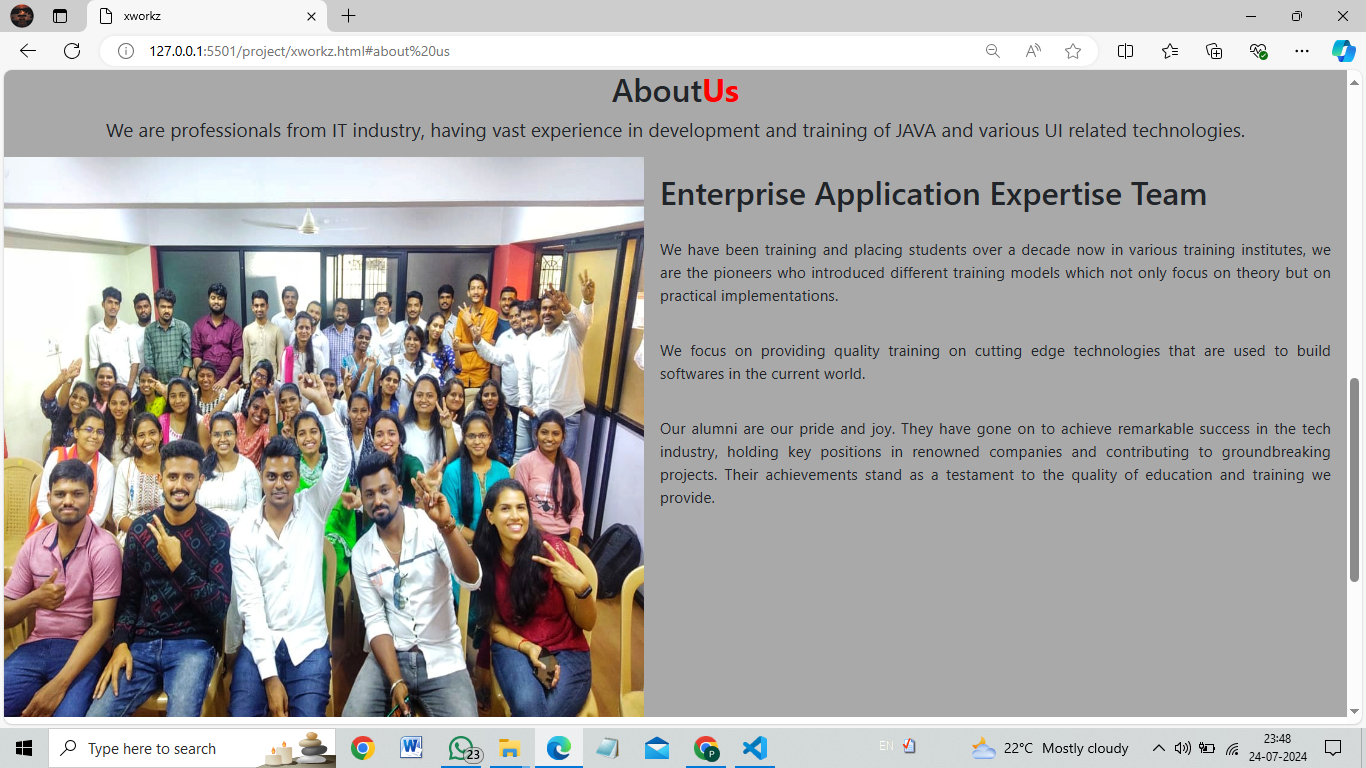 xworkz
127.0.0.1:5501/project/xworkz.html#about%20us
AboutUs
We are professionals from IT industry, having vast experience in development and training of JAVA and various UI related technologies.
Enterprise Application Expertise Team
We have been training and placing students over a decade now in various training institutes, we
are the pioneers who introduced different training models which not only focus on theory but on
practical implementations.
We focus on providing quality training on cutting edge technologies that are used to build
softwares in the current world.
Our alumni are our pride and joy. They have gone on to achieve remarkable success in the tech
industry, holding key positions in renowned companies and contributing to groundbreaking
projects. Their achievements stand as a testament to the quality of education and training we
provide.
Type here to search
23
P
EN
22°C Mostly cloudy
23:48
24-07-2024